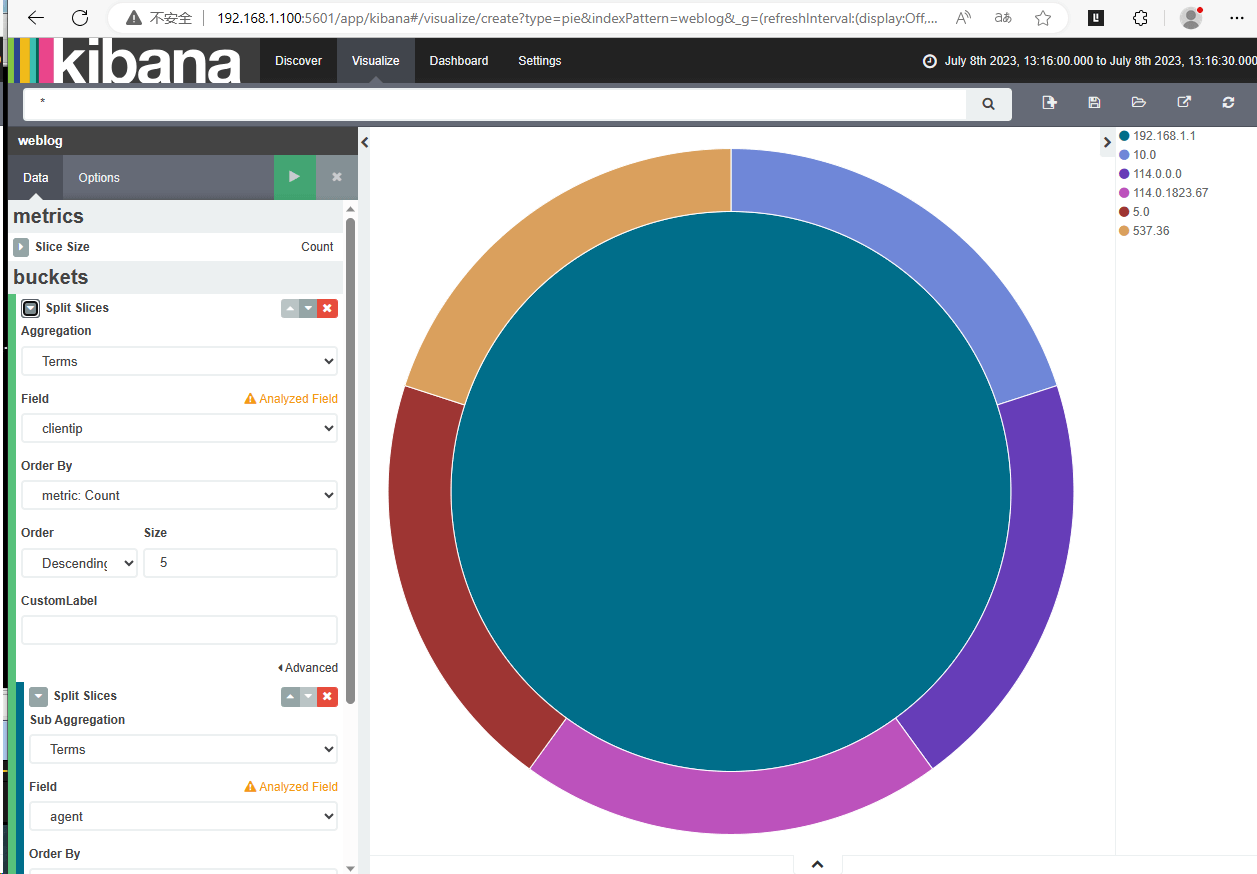 不安全 192.168.1.100:5601/app/kibana#/visualize/create?type=pie&indexPattern=weblog&_g=(refreshInterval:(display:Off,...
kibana Discover Visualize Dashboard Settings July 8th 2023, 13:16:00.000 to July 8th 2023, 13:16:30.000
*
weblog
Data Options
metrics
Slice Size Count
buckets
Split Slices
Aggregation
Terms
Field Analyzed Field
clientip
Order By
metric: Count
Order Size
Descending 5
CustomLabel
Advanced
Split Slices
Sub Aggregation
Terms
Field Analyzed Field
agent
Order By
192.168.1.1
10.0
114.0.0.0
114.0.1823.67
5.0
537.36